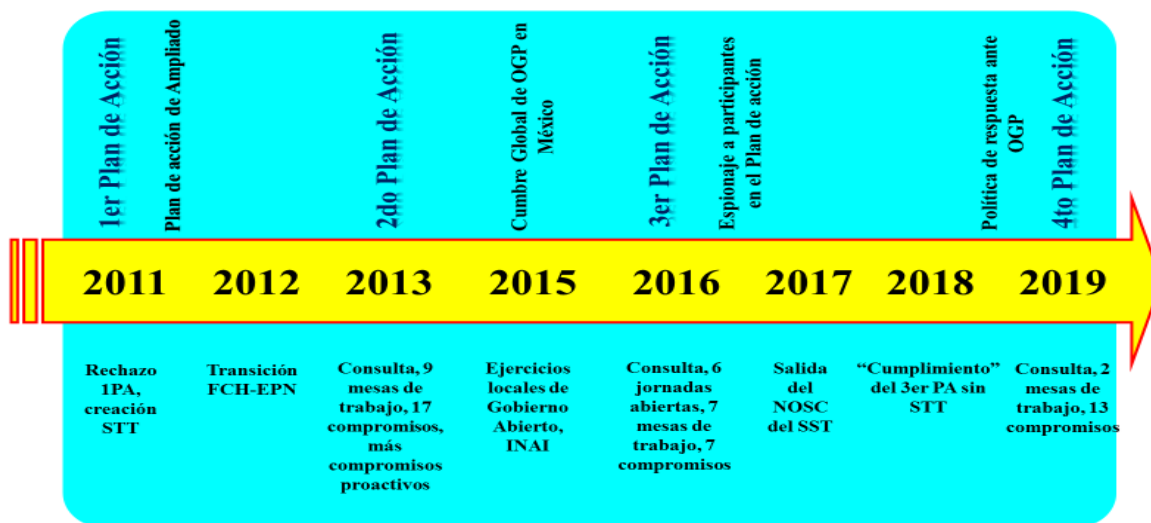 1er Plan de Acción
Plan de acción de Ampliado
2do Plan de Acción
Cumbre Global de OGP en
México
3er Plan de Acción
Espionaje a participantes
en el Plan de acción
Política de respuesta ante
OGP
4to Plan de Acción
2011
2012
2013
2015
2016
2017
2018
2019
Rechazo
1PA,
creación
STT
Transición
FCH-EPN
Consulta, 9
mesas de
trabajo, 17
compromisos,
más
compromisos
proactivos
Ejercicios
locales de
Gobierno
Abierto,
INAI
Consulta, 6
jornadas
abiertas, 7
mesas de
trabajo, 7
compromisos
Salida
del
NOSC
del SST
“Cumplimiento”
del 3er PA sin
STT
Consulta, 2
mesas de
trabajo, 13
compromisos